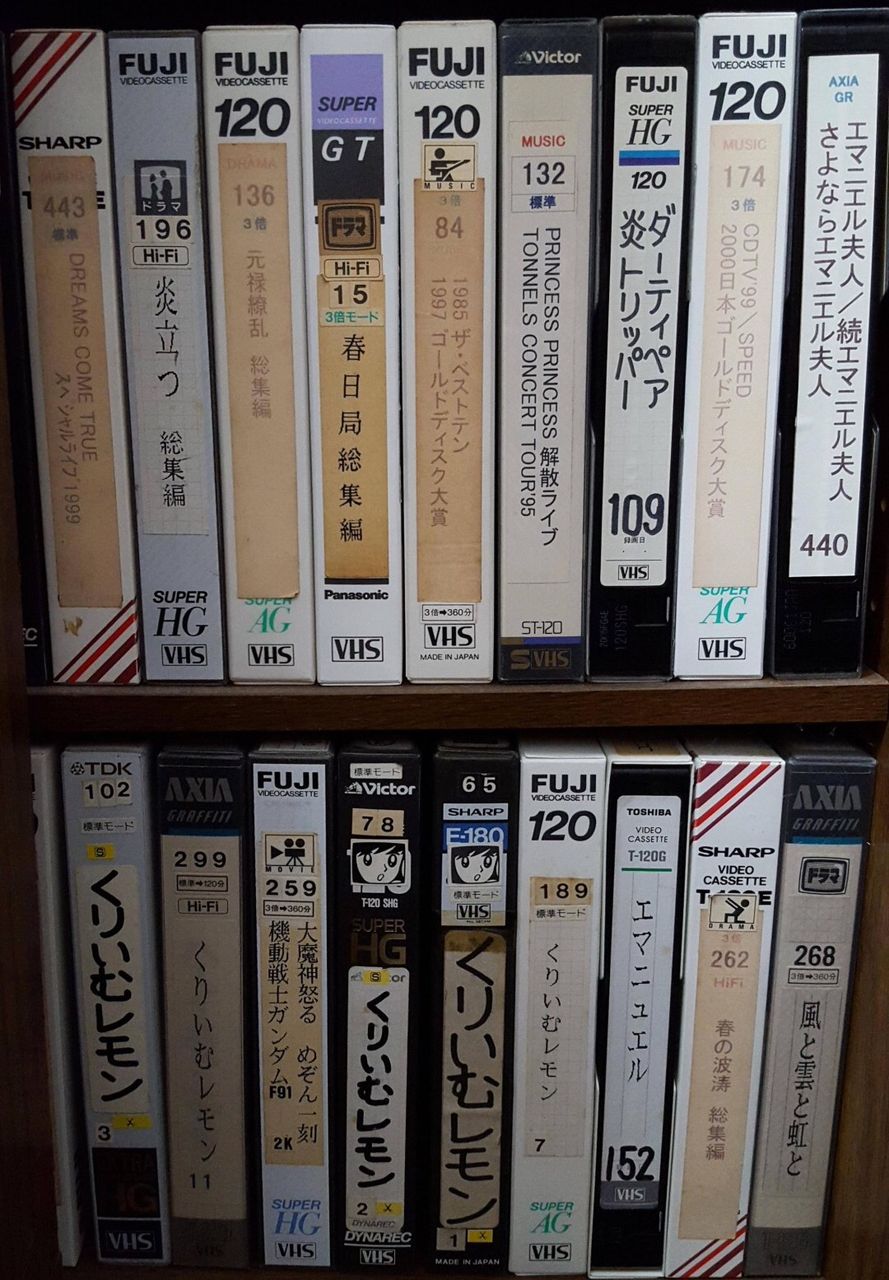 SHARP
MUSIC
443
標準
DREAMS COME TRUE
スペシャルライブ1999
FUJI
VIDEOCASSETTE
ドラマ
196
Hi-Fi
炎立つ 総集編
SUPER
HG
VHS
FUJI
VIDEOCASSETTE
120
DRAMA
136
3倍
元禄繚乱 総集編
SUPER
AG
VHS
SUPER
VIDEOCASSETTE
GT
ドラマ
Hi-Fi
15
3倍モード
春日局総集編
Panasonic
VHS
FUJI
VIDEOCASSETTE
120
MUSIC
3倍
84
1985 ザ・ベストテン
1997 ゴールドディスク大賞
3倍➡360分
VHS
MADE IN JAPAN
Victor
MUSIC
132
標準
PRINCESS PRINCESS 解散ライブ
TONNELS CONCERT TOUR'95
ST-120
S VHS
FUJI
SUPER
HG
120
ダーティペア
炎トリッパー
109
録画日
VHS
120SHG
FUJI
VIDEOCASSETTE
120
MUSIC
174
3倍
CDTV'99/SPEED
2000日本ゴールドディスク大賞
SUPER
AG
VHS
AXIA
GR
エマニエル夫人/続エマニエル夫人
さよならエマニエル夫人
440
TDK
102
標準モード
S
くりいむレモン
3
X
HG
VHS
AXIA
GRAFFITI
299
標準➡120分
Hi-Fi
くりいむレモン
11
VHS
FUJI
VIDEOCASSETTE
MOVIE
259
3倍➡360分
大魔神怒る めぞん一刻
機動戦士ガンダムF91
2K
SUPER
HG
VHS
標準モード
Victor
78
T-120 SHG
SUPER
HG
S
くりいむレモン
2
X
DYNAREC
DYNAREC
VHS
65
SHARP
E-180
標準モード
VHS
くりいむレモン
1
X
MADE IN JAPAN
FUJI
VIDEOCASSETTE
120
189
標準モード
くりいむレモン
7
SUPER
AG
VHS
TOSHIBA
VIDEO
CASSETTE
T-120G
エマニュエル
152
VHS
SHARP
VIDEO
CASSETTE
DRAMA
3倍
262
HiFi
春の波涛 総集編
AXIA
GRAFFITI
ドラマ
268
3倍➡360分
風と雲と虹と
VHS